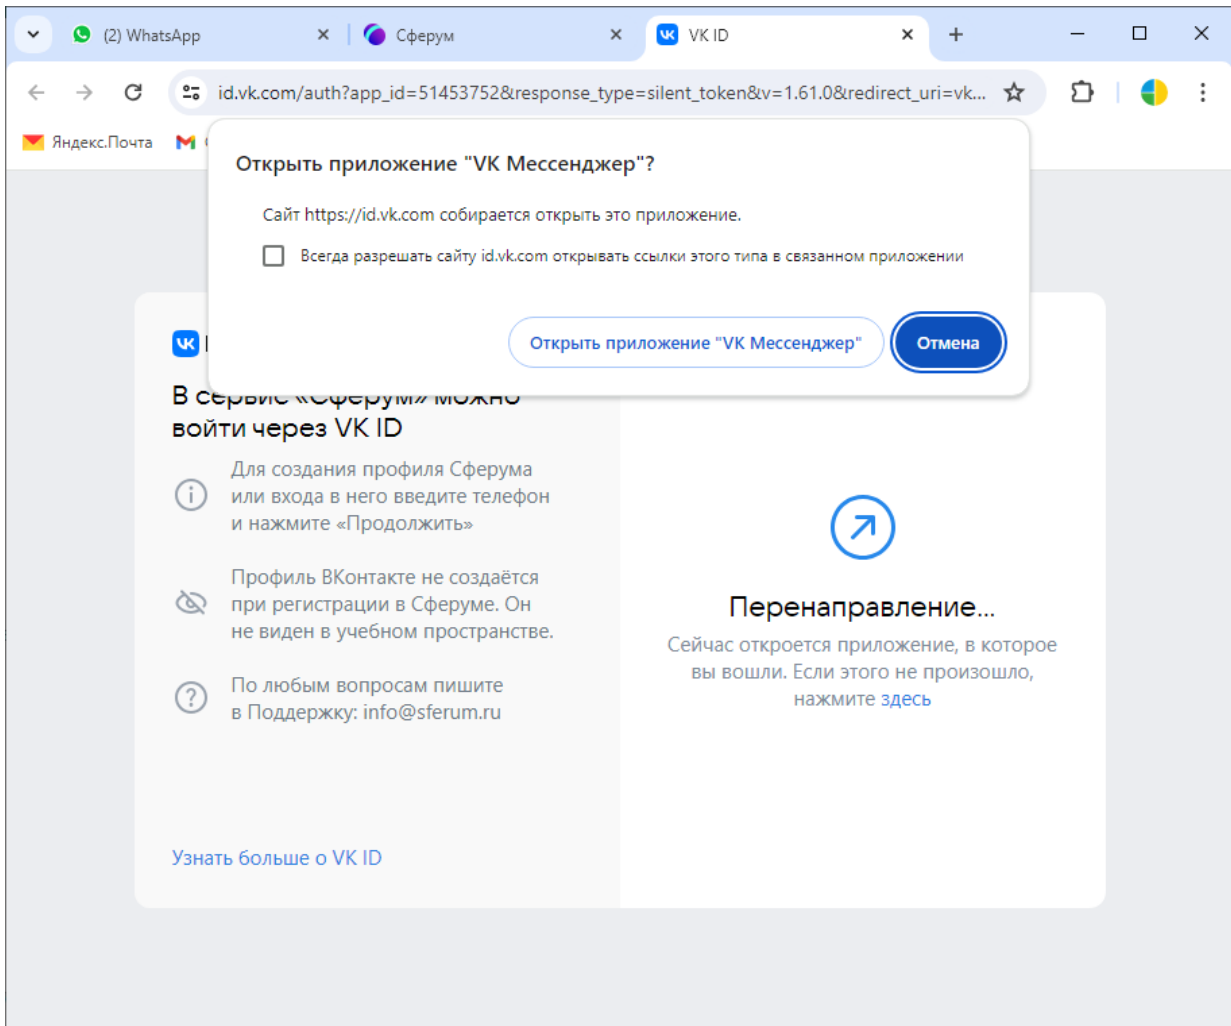 (2) WhatsApp
Сферум
VK ID
id.vk.com/auth?app_id=51453752&response_type=silent_token&v=1.61.0&redirect_uri=vk...
Яндекс.Почта
Открыть приложение "VK Мессенджер"?
Сайт https://id.vk.com собирается открыть это приложение.
Всегда разрешать сайту id.vk.com открывать ссылки этого типа в связанном приложении
Открыть приложение "VK Мессенджер"
Отмена
В сервис «Сферум» можно
войти через VK ID
Для создания профиля Сферума
или входа в него введите телефон
и нажмите «Продолжить»
Профиль ВКонтакте не создаётся
при регистрации в Сферуме. Он
не виден в учебном пространстве.
По любым вопросам пишите
в Поддержку: info@sferum.ru
Узнать больше о VK ID
Перенаправление...
Сейчас откроется приложение, в которое
вы вошли. Если этого не произошло,
нажмите здесь